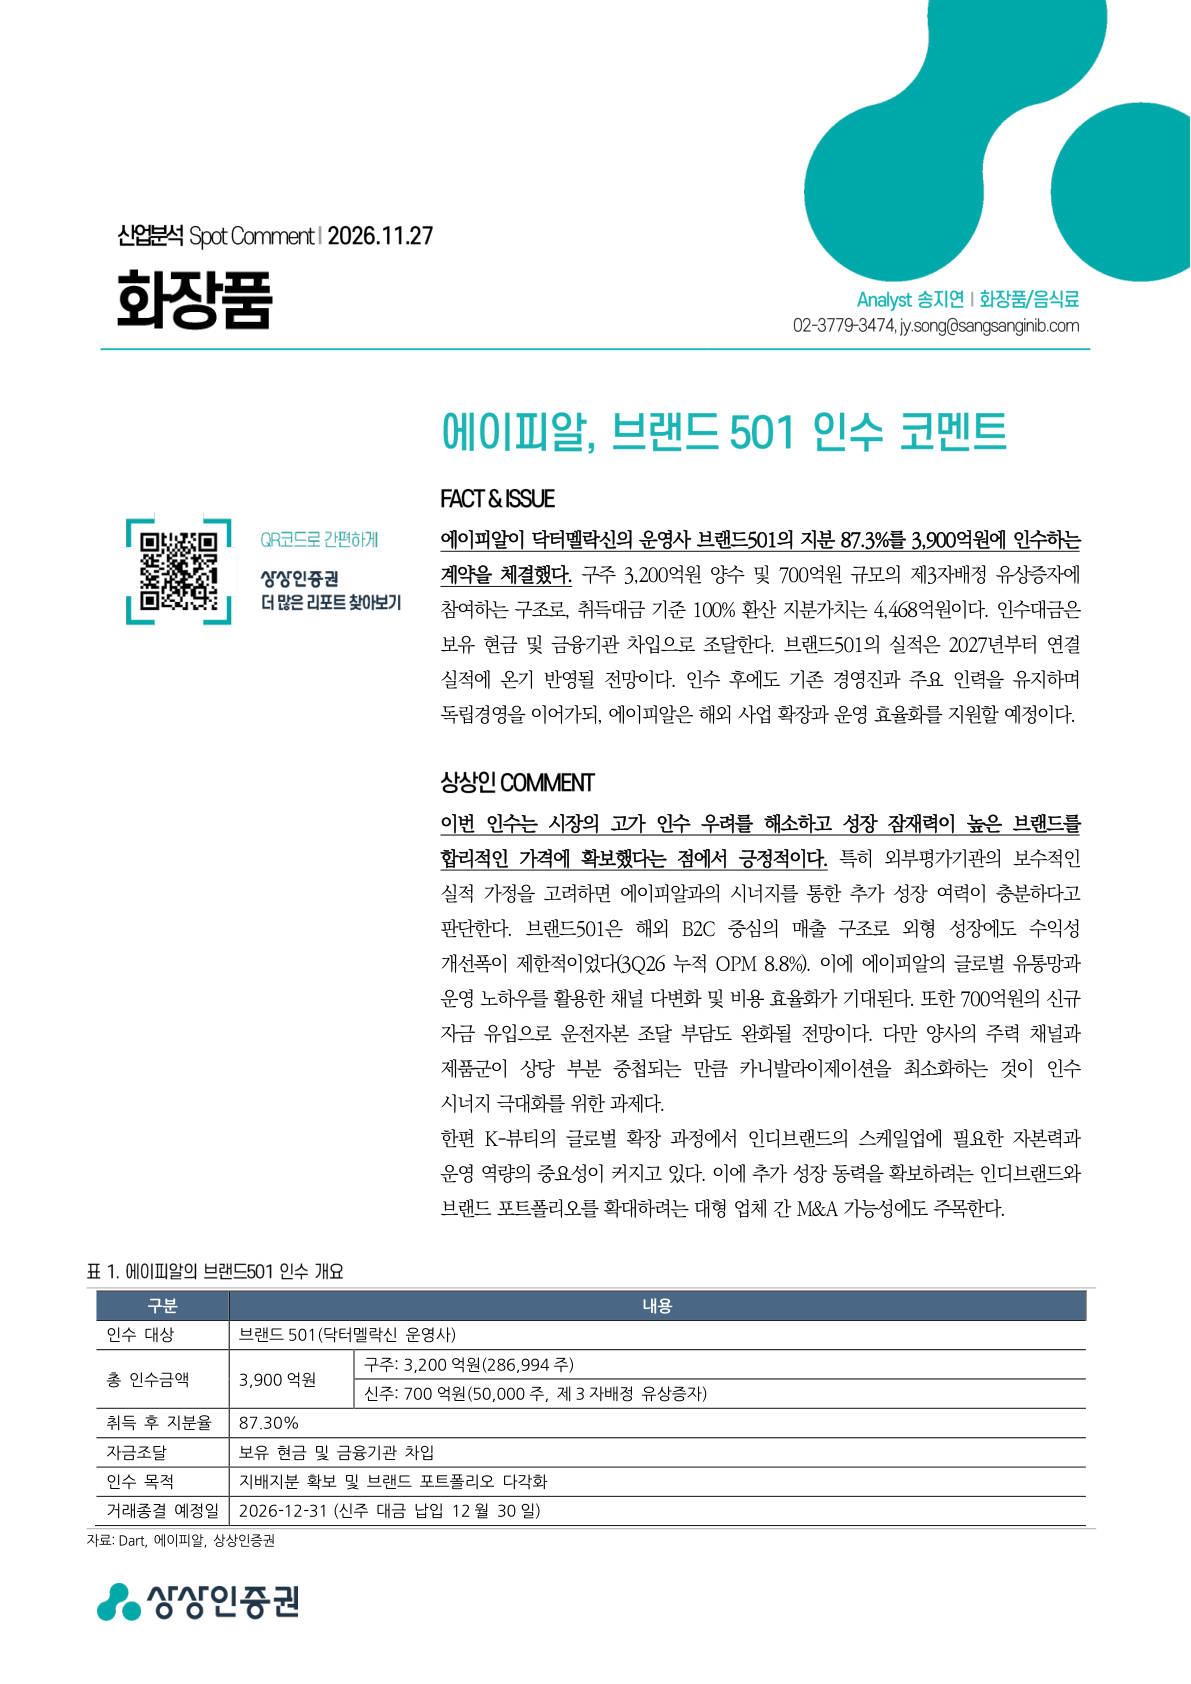 산업분석 Spot Comment | 2026.11.27
화장품
Analyst 송지연 | 화장품/음식료
02-3779-3474, jy.song@sangsanginib.com
에이피알, 브랜드 501 인수 코멘트
QR코드로 간편하게
상상인증권
더 많은 리포트 찾아보기
FACT & ISSUE
에이피알이 닥터멜락신의 운영사 브랜드501의 지분 87.3%를 3,900억원에 인수하는
계약을 체결했다. 구주 3,200억원 양수 및 700억원 규모의 제3자배정 유상증자에
참여하는 구조로, 취득대금 기준 100% 환산 지분가치는 4,468억원이다. 인수대금은
보유 현금 및 금융기관 차입으로 조달한다. 브랜드501의 실적은 2027년부터 연결
실적에 온기 반영될 전망이다. 인수 후에도 기존 경영진과 주요 인력을 유지하며
독립경영을 이어가되, 에이피알은 해외 사업 확장과 운영 효율화를 지원할 예정이다.
상상인 COMMENT
이번 인수는 시장의 고가 인수 우려를 해소하고 성장 잠재력이 높은 브랜드를
합리적인 가격에 확보했다는 점에서 긍정적이다. 특히 외부평가기관의 보수적인
실적 가정을 고려하면 에이피알과의 시너지를 통한 추가 성장 여력이 충분하다고
판단한다. 브랜드501은 해외 B2C 중심의 매출 구조로 외형 성장에도 수익성
개선폭이 제한적이었다(3Q26 누적 OPM 8.8%). 이에 에이피알의 글로벌 유통망과
운영 노하우를 활용한 채널 다변화 및 비용 효율화가 기대된다. 또한 700억원의 신규
자금 유입으로 운전자본 조달 부담도 완화될 전망이다. 다만 양사의 주력 채널과
제품군이 상당 부분 중첩되는 만큼 카니발라이제이션을 최소화하는 것이 인수
시너지 극대화를 위한 과제다.
한편 K-뷰티의 글로벌 확장 과정에서 인디브랜드의 스케일업에 필요한 자본력과
운영 역량의 중요성이 커지고 있다. 이에 추가 성장 동력을 확보하려는 인디브랜드와
브랜드 포트폴리오를 확대하려는 대형 업체 간 M&A 가능성에도 주목한다.
표 1. 에이피알의 브랜드501 인수 개요
구분 내용
인수 대상 브랜드 501(닥터멜락신 운영사)
총 인수금액 3,900 억원 구주: 3,200 억원(286,994 주)
신주: 700 억원(50,000 주, 제 3 자배정 유상증자)
취득 후 지분율 87.30%
자금조달 보유 현금 및 금융기관 차입
인수 목적 지배지분 확보 및 브랜드 포트폴리오 다각화
거래종결 예정일 2026-12-31 (신주 대금 납입 12 월 30 일)
자료: Dart, 에이피알, 상상인증권
상상인증권